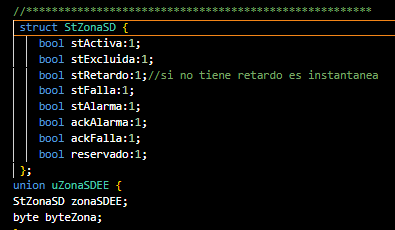 //*****************************************************
struct StZonaSD {
bool stActiva:1;
bool stExcluida:1;
bool stRetardo:1;//si no tiene retardo es instantanea
bool stFalla:1;
bool stAlarma:1;
bool ackAlarma:1;
bool ackFalla:1;
bool reservado:1;
};
union uZonaSDEE {
StZonaSD zonaSDEE;
byte byteZona;